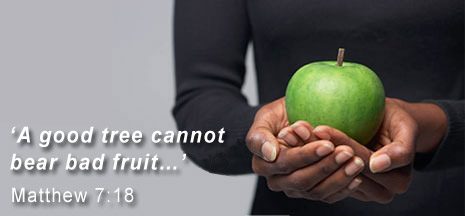 ‘A good tree cannot
bear bad fruit...’
Matthew 7:18